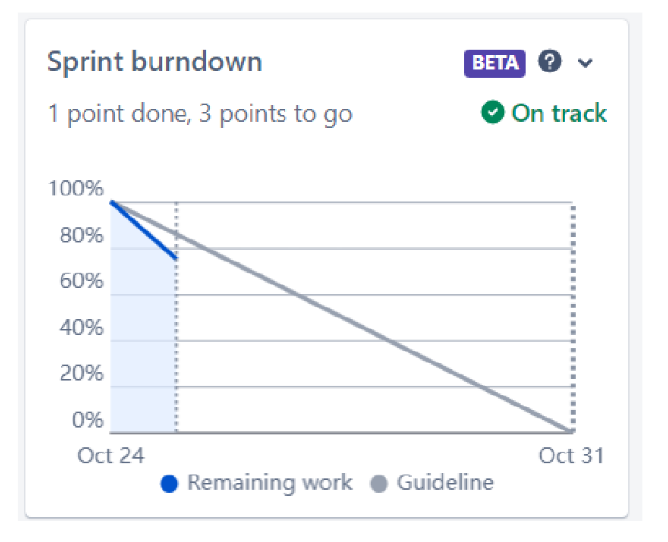 Sprint burndown BETA
1 point done, 3 points to go On track
100%
80%
60%
40%
20%
0%
Oct 24 Oct 31
Remaining work Guideline